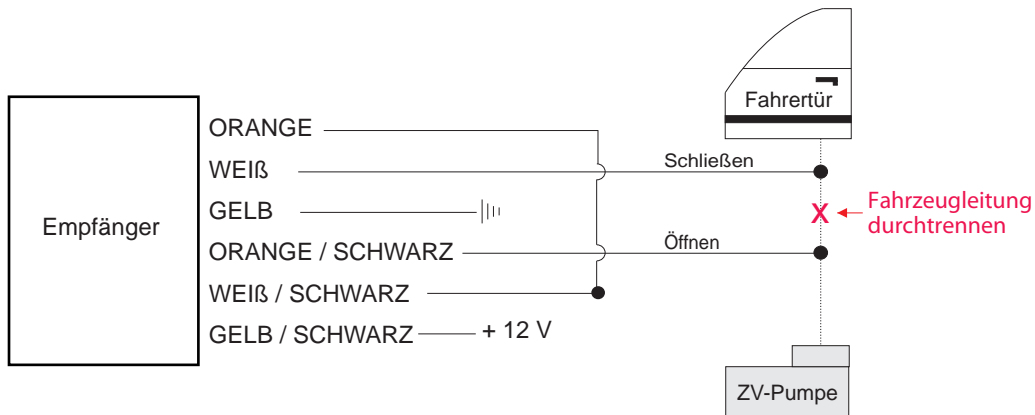 Empfänger
ORANGE
WEIß
GELB
ORANGE / SCHWARZ
WEIß / SCHWARZ
GELB / SCHWARZ
+ 12 V
Schließen
Öffnen
Fahrertür
X
Fahrzeugleitung
durchtrennen
ZV-Pumpe